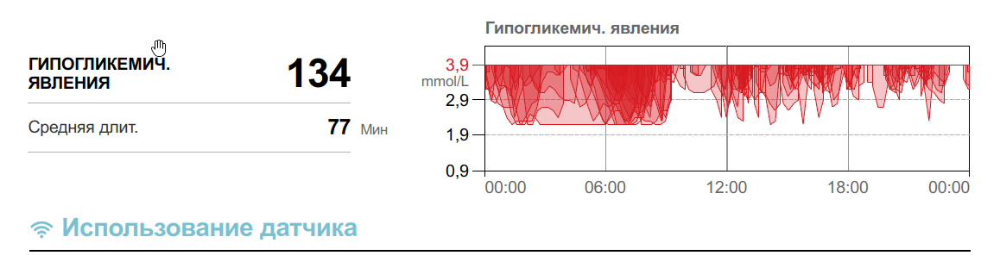 Гипогликемич. явления
ГИПОГЛИКЕМИЧ.
ЯВЛЕНИЯ
134
Средняя длит.
77 Мин
3,9
mmol/L
2,9
1,9
0,9
00:00 06:00 12:00 18:00 00:00
Использование датчика